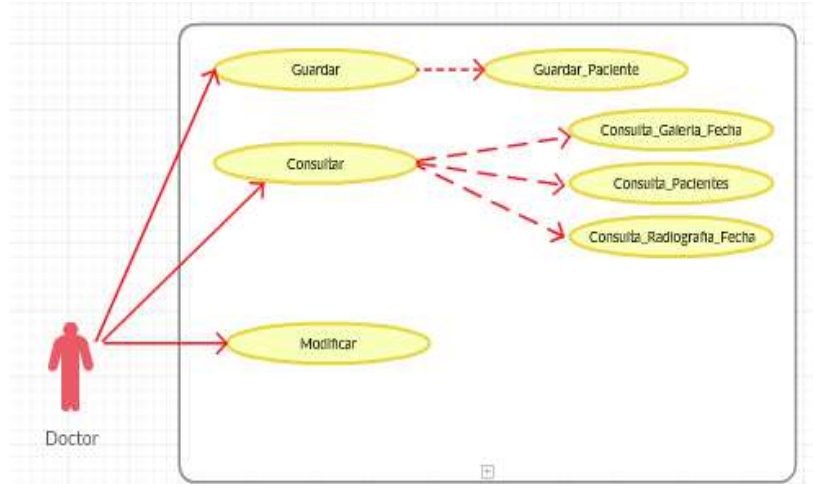 Guardar
Guardar_Paciente
Consulta_Galeria_Fecha
Consultar
Consulta_Pacientes
Consulta_Radiografia_Fecha
Modificar
Doctor